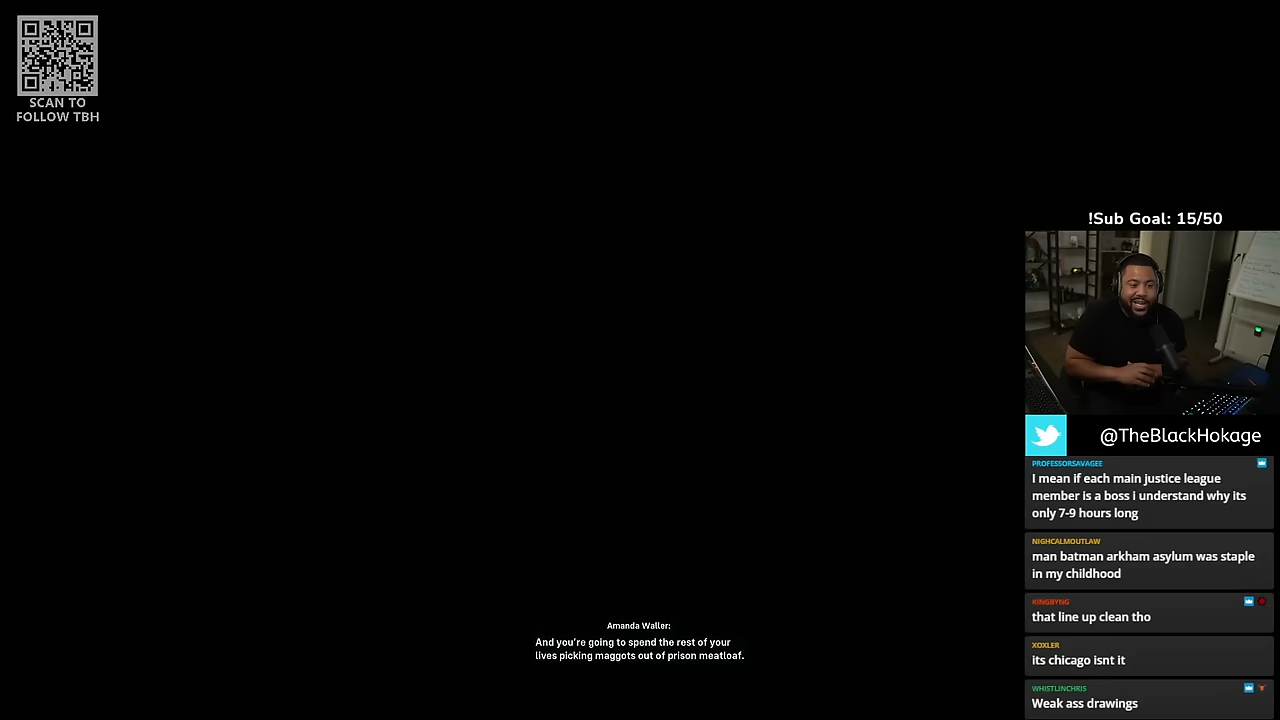 SCAN TO
FOLLOW TBH
!Sub Goal: 15/50
@TheBlackHokage
PROFESSORSAVAGEE
I mean if each main justice league
member is a boss i understand why its
only 7-9 hours long
NIGHCALMOUTLAW
man batman arkham asylum was staple
in my childhood
KINGBYNG
that line up clean tho
XOXLER
its chicago isnt it
WHISTLINCHRIS
Weak ass drawings
Amanda Waller:
And you're going to spend the rest of your
lives picking maggots out of prison meatloaf.